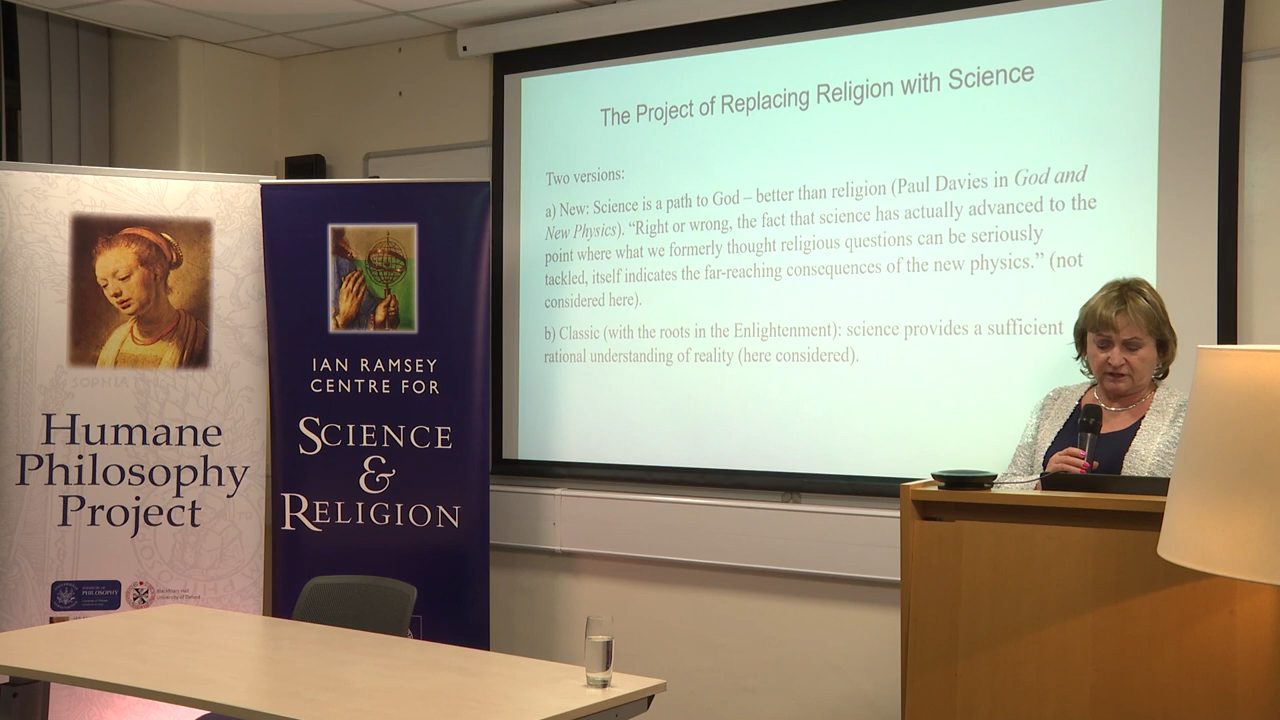 The Project of Replacing Religion with Science
Two versions:
a) New: Science is a path to God – better than religion (Paul Davies in God and
New Physics). “Right or wrong, the fact that science has actually advanced to the
point where what we formerly thought religious questions can be seriously
tackled, itself indicates the far-reaching consequences of the new physics.” (not
considered here).
b) Classic (with the roots in the Enlightenment): science provides a sufficient
rational understanding of reality (here considered).
SOPHIA
Humane
Philosophy
Project
PHILOSOPHY
IAN RAMSEY
CENTRE FOR
SCIENCE
&
RELIGION